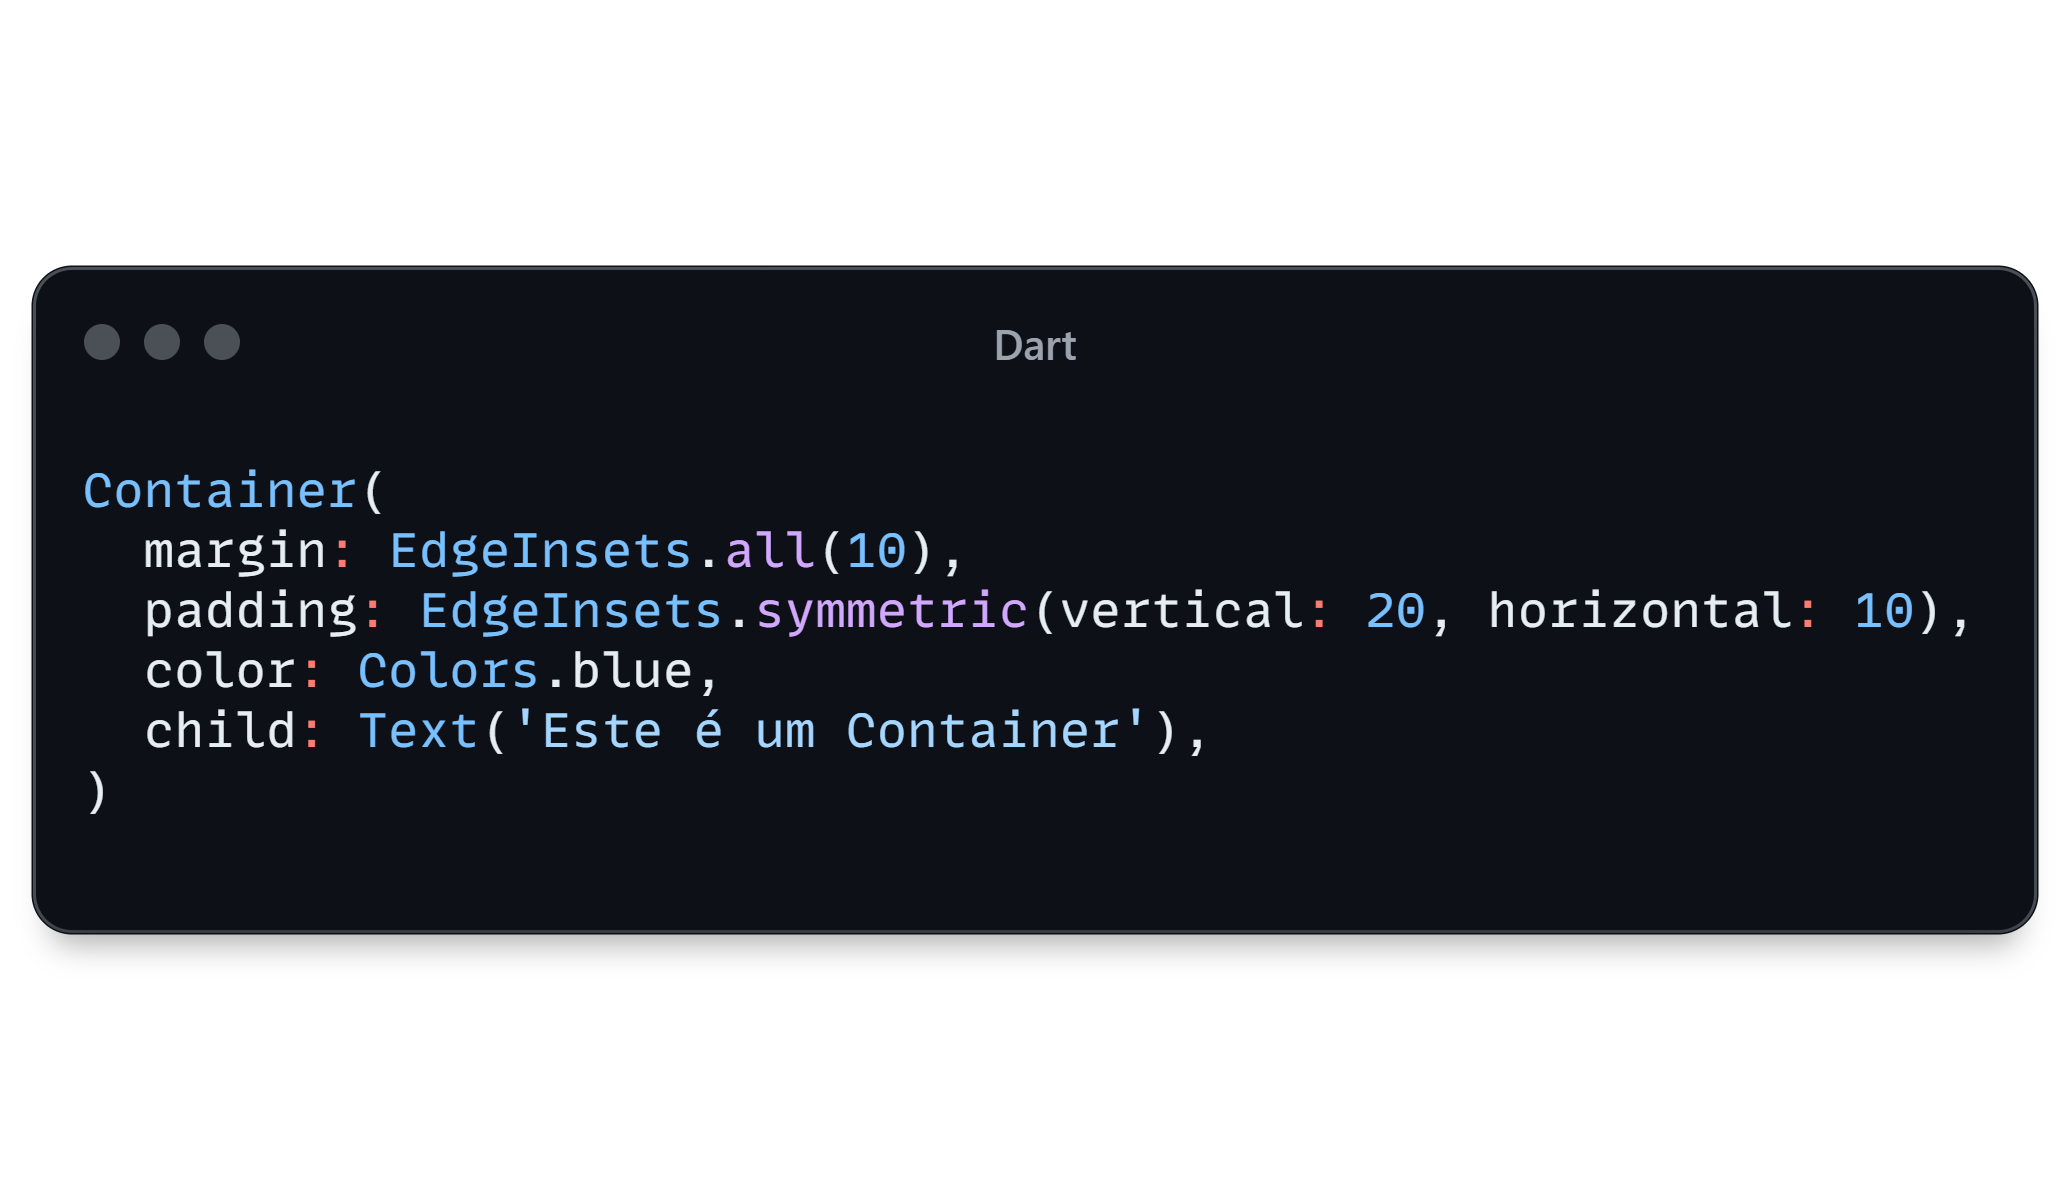 Dart
Container(
  margin: EdgeInsets.all(10),
  padding: EdgeInsets.symmetric(vertical: 20, horizontal: 10),
  color: Colors.blue,
  child: Text('Este é um Container'),
)